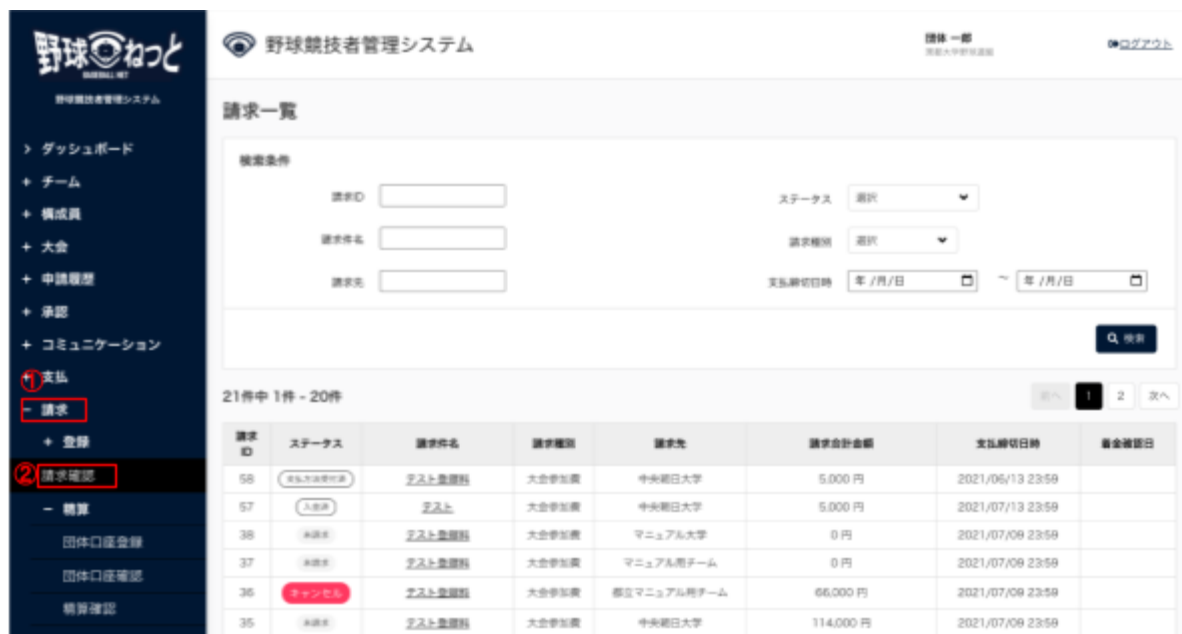 野球ねっと
BASEBALL NET
野球競技者管理システム
野球競技者管理システム
団体 一郎
ログアウト
> ダッシュボード
+ チーム
+ 構成員
+ 大会
+ 申請履歴
+ 承認
+ コミュニケーション
① + 支払
− 請求
+ 登録
② 請求確認
− 精算
団体口座登録
団体口座確認
精算確認
請求一覧
検索条件
請求ID
ステータス 選択
請求件名
請求種別 選択
請求先
支払締切日時 年 /月/日 ~ 年 /月/日
検索
21件中 1件 - 20件
前へ 1 2 次へ
請求ID ステータス 請求件名 請求種別 請求先 請求合計金額 支払締切日時 着金確認日
58 テスト登録料 大会参加費 中央朝日大学 5,000 円 2021/06/13 23:59
57 入金済 テスト 大会参加費 中央朝日大学 5,000 円 2021/07/13 23:59
38 未請求 テスト登録料 大会参加費 マニュアル大学 0 円 2021/07/09 23:59
37 未請求 テスト登録料 大会参加費 マニュアル用チーム 0 円 2021/07/09 23:59
36 キャンセル テスト登録料 大会参加費 都立マニュアル用チーム 66,000 円 2021/07/09 23:59
35 未請求 テスト登録料 大会参加費 中央朝日大学 114,000 円 2021/07/09 23:59